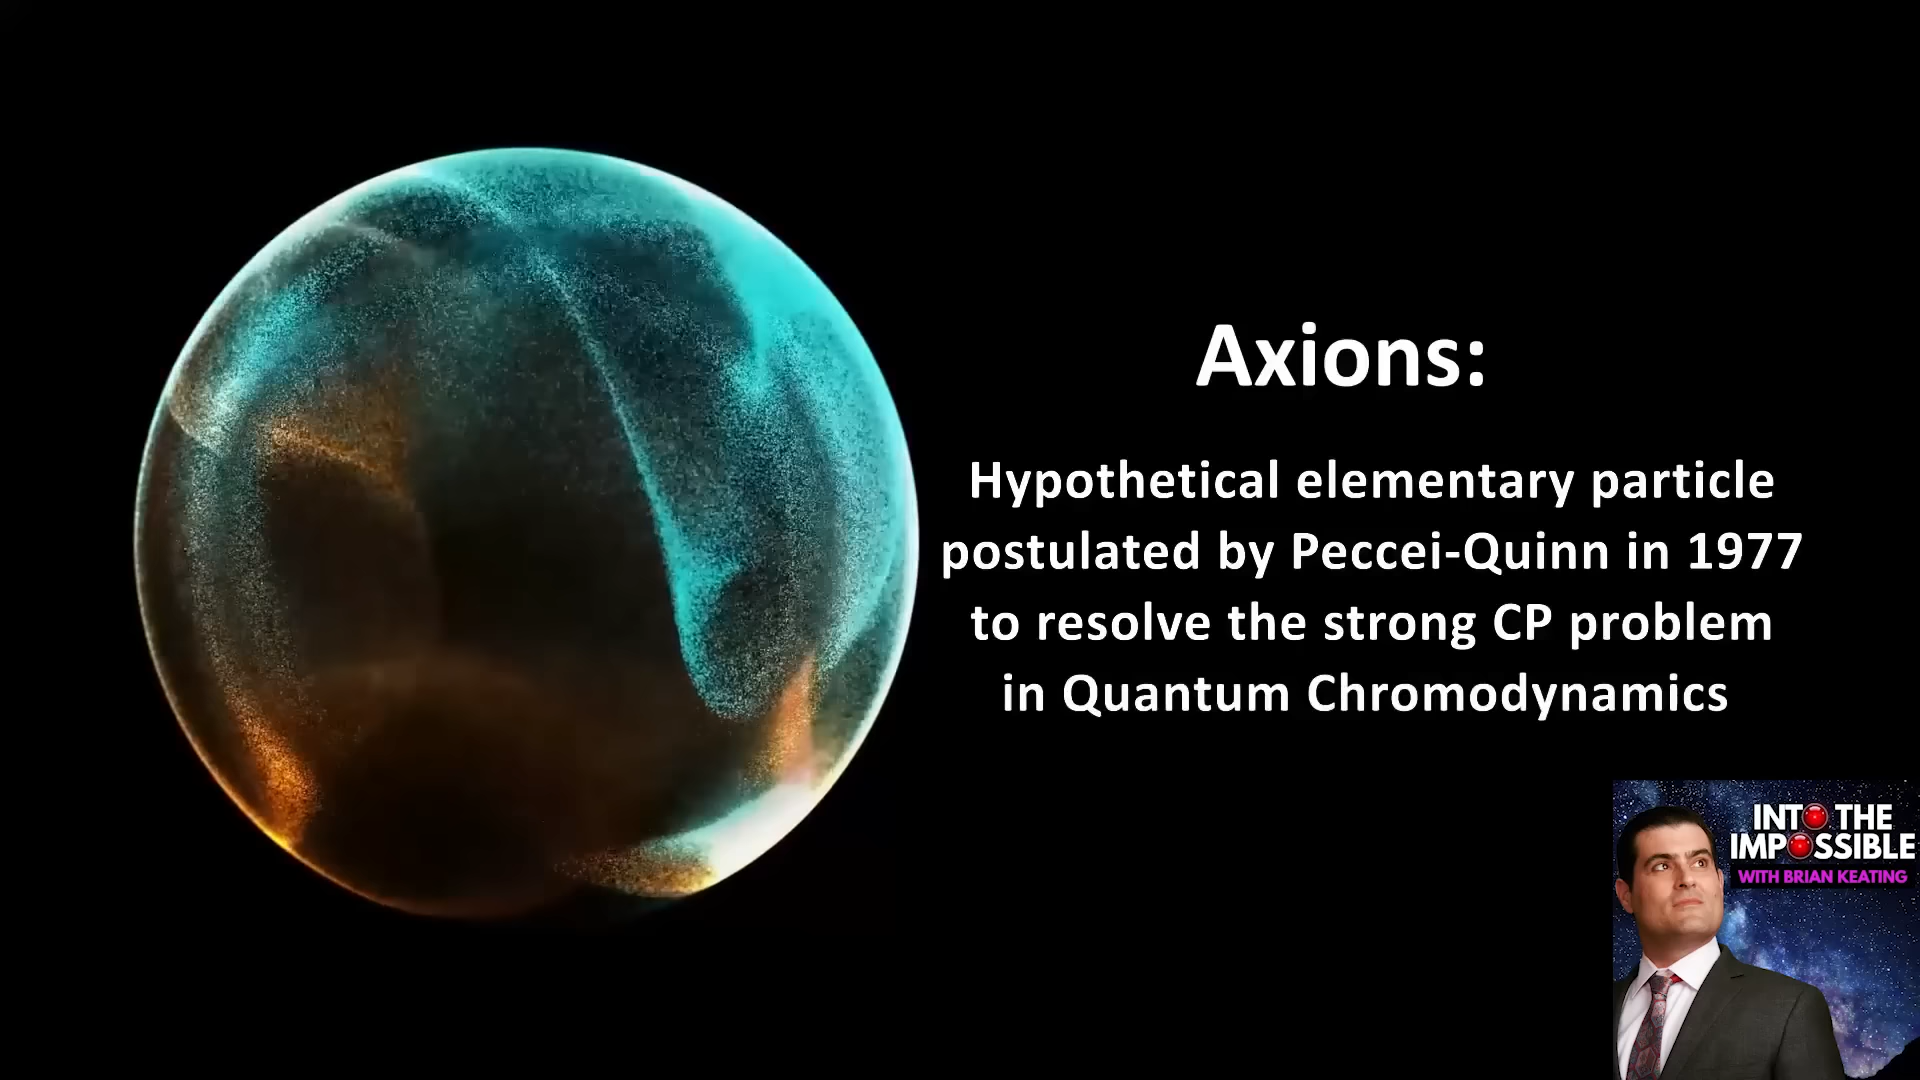 Axions:
Hypothetical elementary particle
postulated by Peccei-Quinn in 1977
to resolve the strong CP problem
in Quantum Chromodynamics
INTO THE
IMPOSSIBLE
WITH BRIAN KEATING